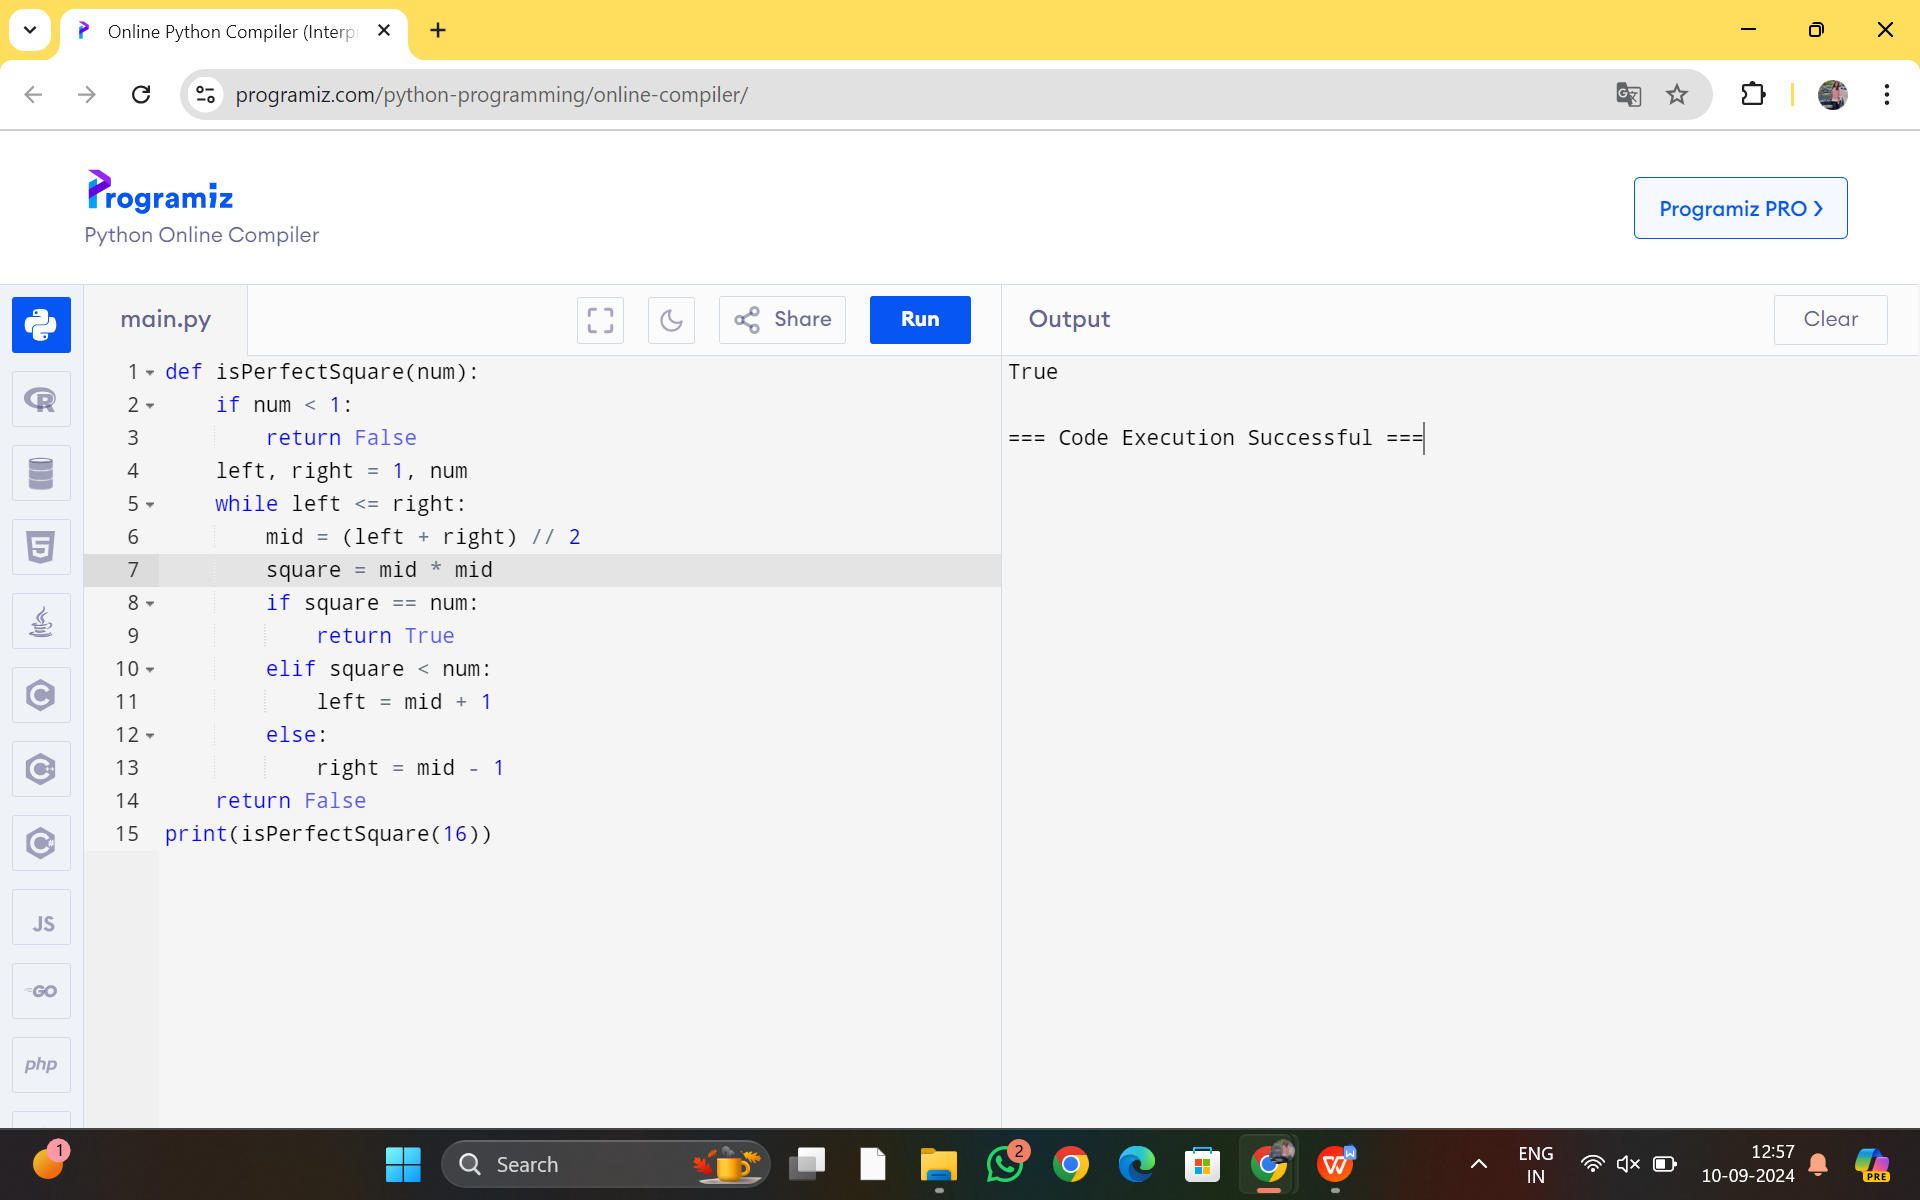 Online Python Compiler (Interp
programiz.com/python-programming/online-compiler/
Programiz
Python Online Compiler
Programiz PRO
main.py
Share
Run
Output
Clear
1 def isPerfectSquare(num):
2 if num < 1:
3 return False
4 left, right = 1, num
5 while left <= right:
6 mid = (left + right) // 2
7 square = mid * mid
8 if square == num:
9 return True
10 elif square < num:
11 left = mid + 1
12 else:
13 right = mid - 1
14 return False
15 print(isPerfectSquare(16))
True
=== Code Execution Successful ===
R
5
C
C
C#
JS
GO
php
1
Search
2
W
W
ENG
IN
12:57
10-09-2024
PRE